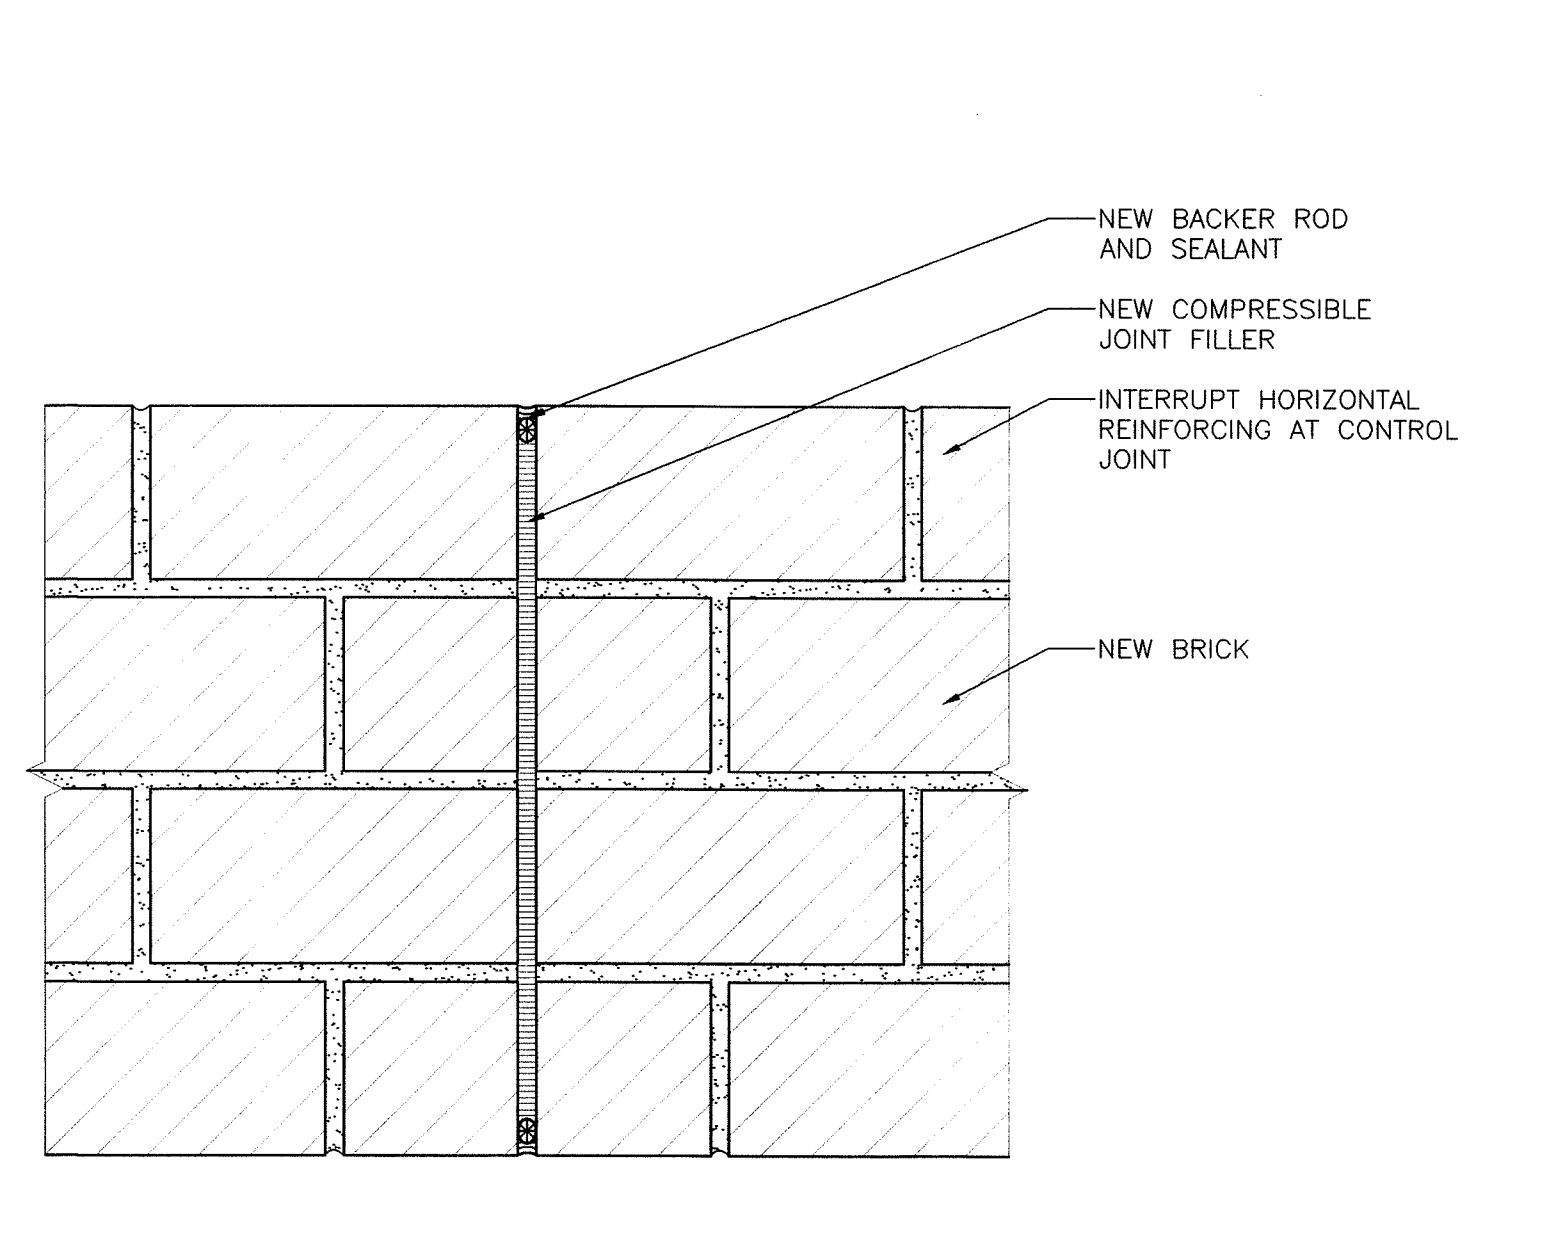 NEW BACKER ROD
AND SEALANT
NEW COMPRESSIBLE
JOINT FILLER
INTERRUPT HORIZONTAL
REINFORCING AT CONTROL
JOINT
NEW BRICK